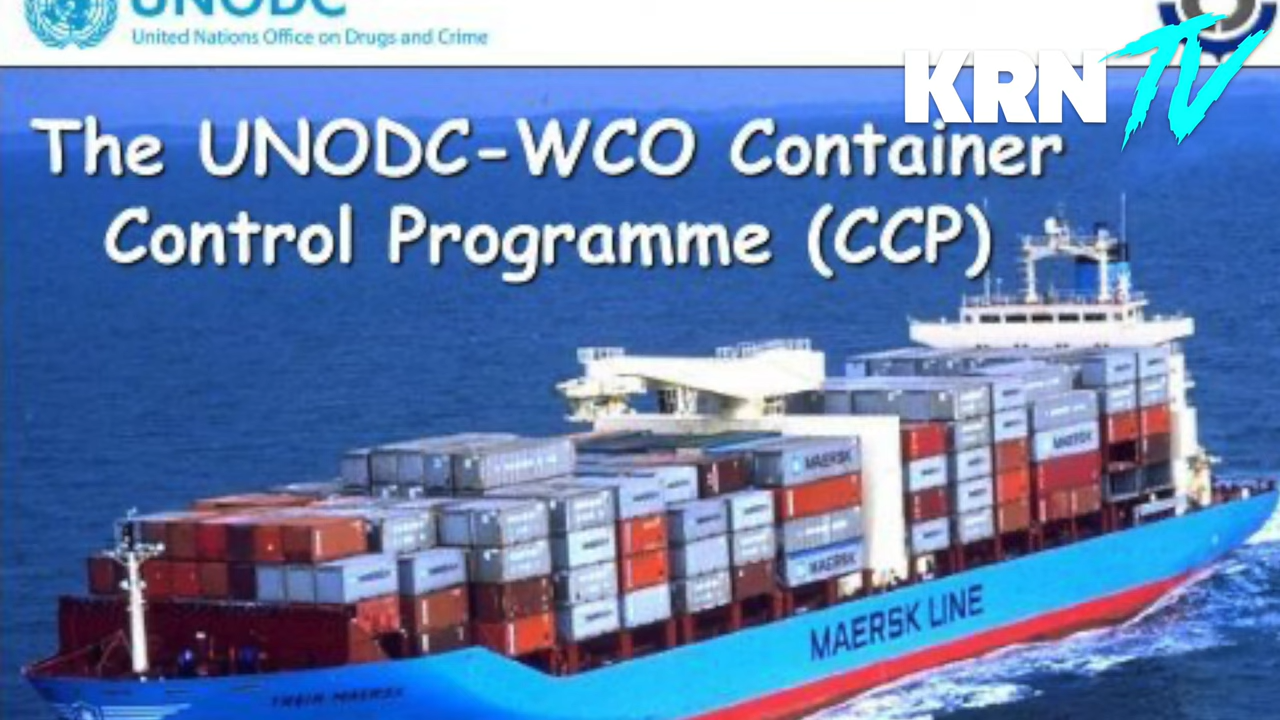 UNODC
United Nations Office on Drugs and Crime
KRN TV
The UNODC-WCO Container
Control Programme (CCP)
MAERSK
MAERSK
MAERSK
MAERSK LINE